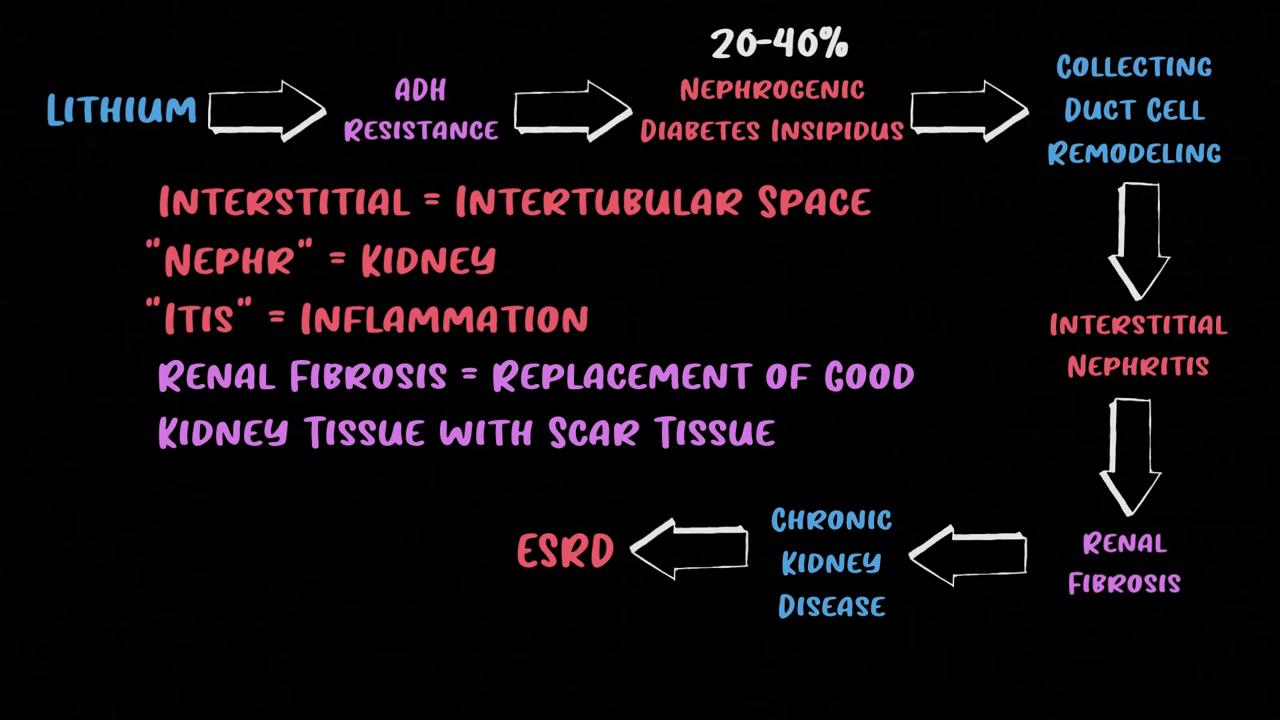 20-40%
Lithium
ADH
Resistance
Nephrogenic
Diabetes Insipidus
Collecting
Duct Cell
Remodeling
Interstitial = Intertubular Space
"Nephr" = Kidney
"Itis" = Inflammation
Renal Fibrosis = Replacement of Good
Kidney Tissue with Scar Tissue
Interstitial
Nephritis
Renal
Fibrosis
Chronic
Kidney
Disease
ESRD